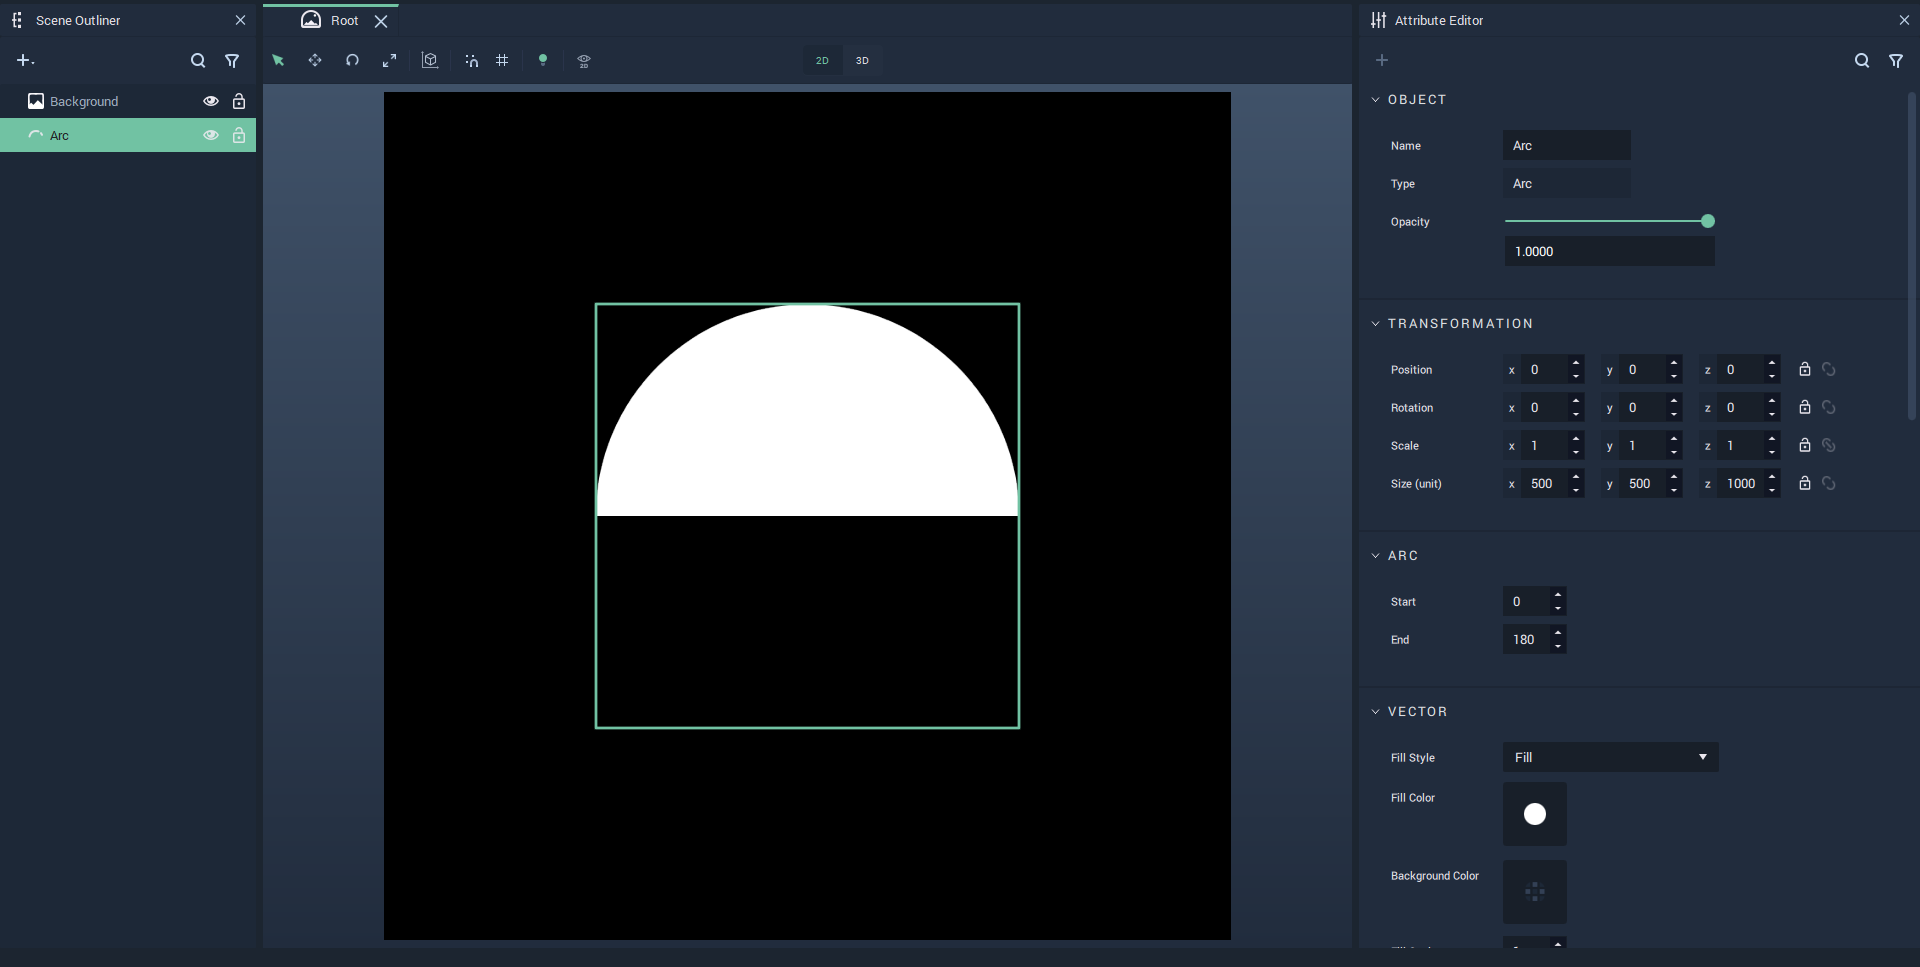 Scene Outliner
Root
Attribute Editor
2D
2D 3D
Background
Arc
OBJECT
Name Arc
Type Arc
Opacity
1.0000
TRANSFORMATION
Position x 0 y 0 z 0
Rotation x 0 y 0 z 0
Scale x 1 y 1 z 1
Size (unit) x 500 y 500 z 1000
ARC
Start 0
End 180
VECTOR
Fill Style Fill
Fill Color
Background Color